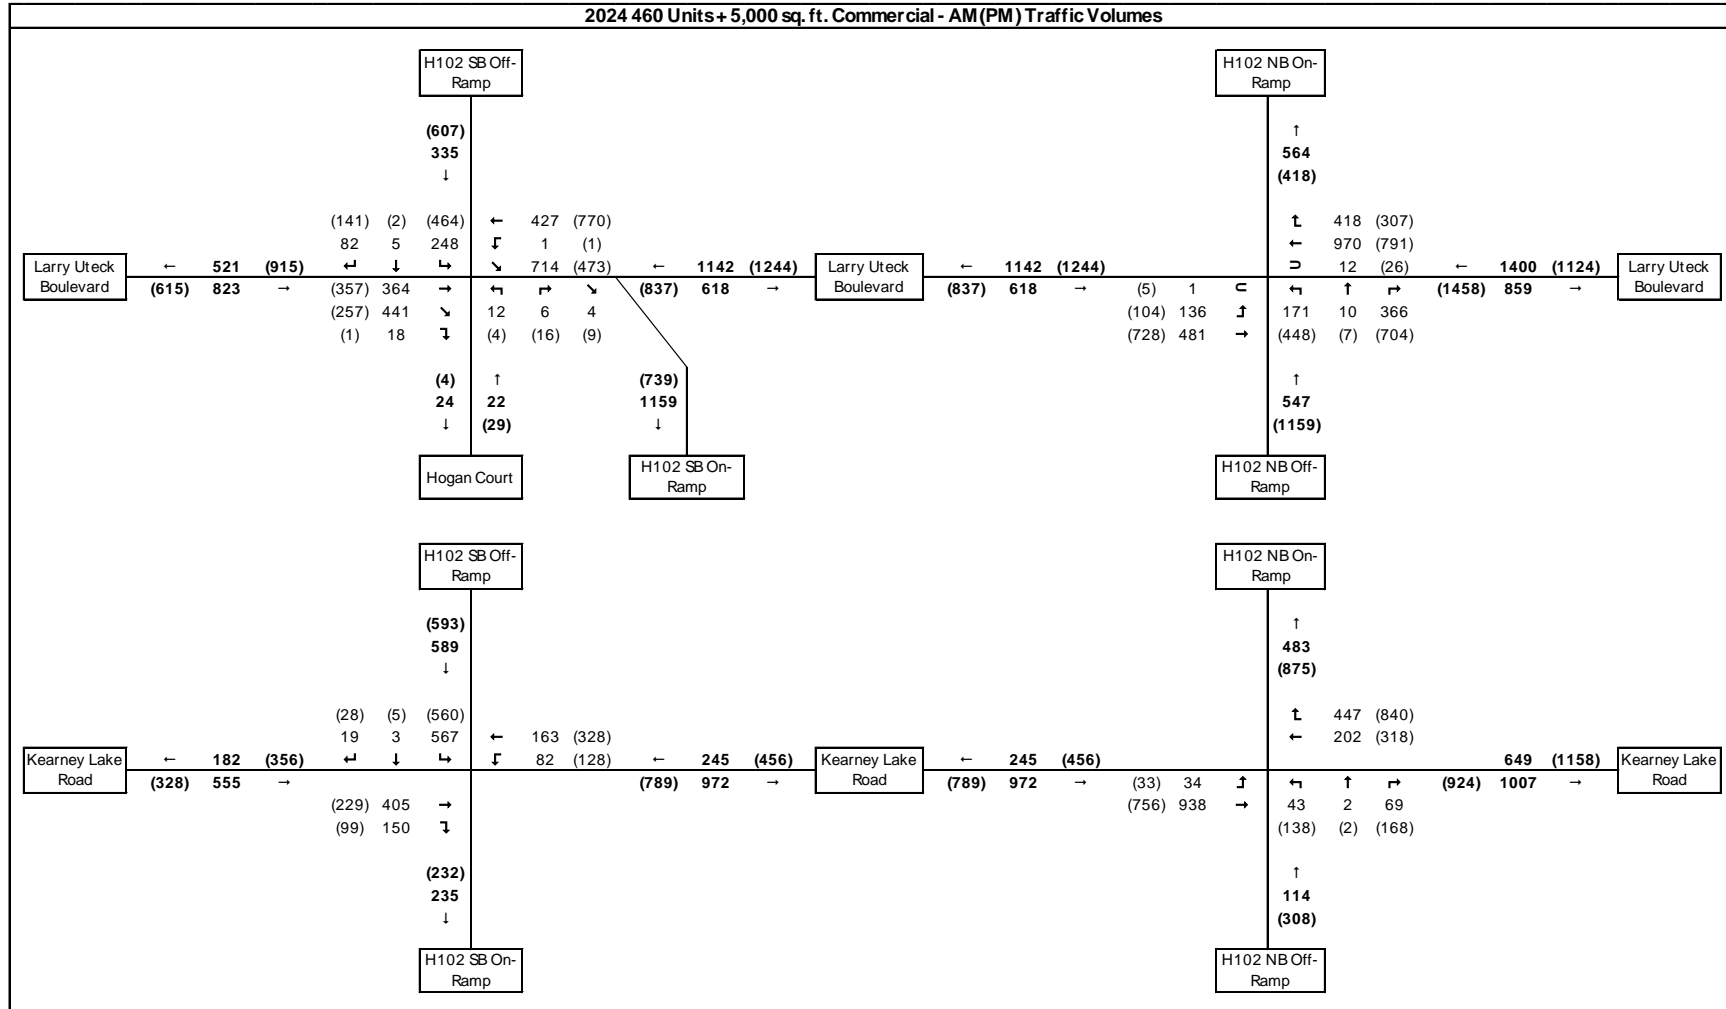 2024 460 Units + 5,000 sq. ft. Commercial - AM(PM) Traffic Volumes
H102 SB Off-
Ramp
H102 NB On-
Ramp
(607) ↑
335 564
↓ (418)
(141) (2) (464) ← 427 (770) ↑ 418 (307)
82 5 248 ↓ 1 (1) ← 970 (791)
Larry Uteck ← 521 (915) ↵ ↓ ↳ ↘ 714 (473) ← 1142 (1244) Larry Uteck ← 1142 (1244) ⊃ 12 (26) ← 1400 (1124) Larry Uteck
Boulevard (615) 823 → (357) 364 → ↰ ↱ ↘ (837) 618 → Boulevard (837) 618 → (5) 1 ⊂ ↰ ↑ ↱ (1458) 859 → Boulevard
(257) 441 ↘ 12 6 4 (104) 136 ↥ 171 10 366
(1) 18 ↴ (4) (16) (9) (728) 481 → (448) (7) (704)
(4) ↑ (739) ↑
24 22 1159 547
↓ (29) ↓ (1159)
Hogan Court
H102 SB On-
Ramp
H102 NB Off-
Ramp
H102 SB Off-
Ramp
H102 NB On-
Ramp
(593) ↑
589 483
↓ (875)
(28) (5) (560) ↑ 447 (840)
19 3 567 ← 163 (328) ← 202 (318)
Kearney Lake ← 182 (356) ↵ ↓ ↳ ↓ 82 (128) ← 245 (456) Kearney Lake ← 245 (456) 649 (1158) Kearney Lake
Road (328) 555 → (789) 972 → Road (789) 972 → (33) 34 ↥ ↰ ↑ ↱ (924) 1007 → Road
(229) 405 → (756) 938 → 43 2 69
(99) 150 ↴ (138) (2) (168)
(232) ↑
235 114
↓ (308)
H102 SB On-
Ramp
H102 NB Off-
Ramp